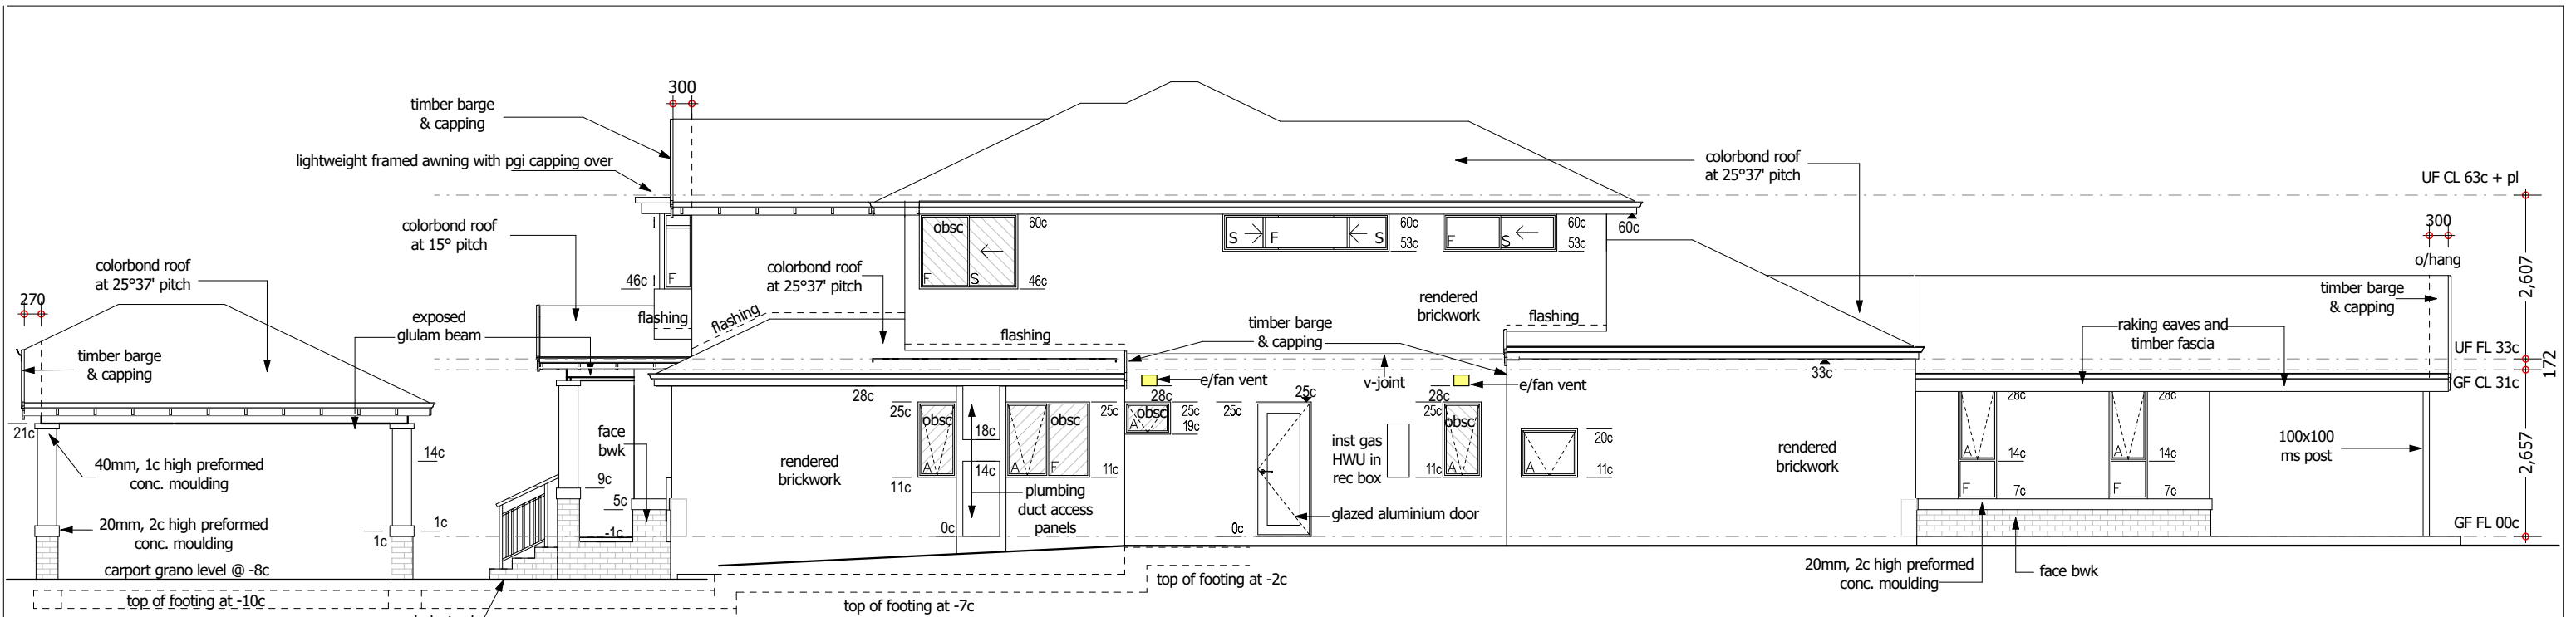 300
timber barge
& capping
lightweight framed awning with pgi capping over
colorbond roof
at 25°37' pitch
UF CL 63c + pl
colorbond roof
at 15° pitch
colorbond roof
at 25°37' pitch
colorbond roof
at 25°37' pitch
300
o/hang
270
exposed
glulam beam
timber barge
& capping
46c
F
flashing
flashing
obsc
F
S
60c
46c
S
F
S
60c
53c
F
S
60c
53c
60c
rendered
brickwork
flashing
flashing
timber barge
& capping
v-joint
timber barge
& capping
2,607
raking eaves and
timber fascia
UF FL 33c
172
GF CL 31c
33c
e/fan vent
e/fan vent
28c
28c
28c
25c
obsc
A
11c
18c
14c
0c
A
obsc
F
25c
11c
obsc
A
25c
19c
25c
25c
0c
inst gas
HWU in
rec box
25c
obsc
A
11c
A
20c
11c
rendered
brickwork
rendered
brickwork
28c
A
14c
F
7c
28c
A
14c
F
7c
100x100
ms post
2,657
GF FL 00c
21c
14c
40mm, 1c high preformed
conc. moulding
face
bwk
9c
5c
-1c
plumbing
duct access
panels
glazed aluminium door
20mm, 2c high preformed
conc. moulding
1c
1c
carport grano level @ -8c
top of footing at -10c
top of footing at -7c
top of footing at -2c
20mm, 2c high preformed
conc. moulding
face bwk